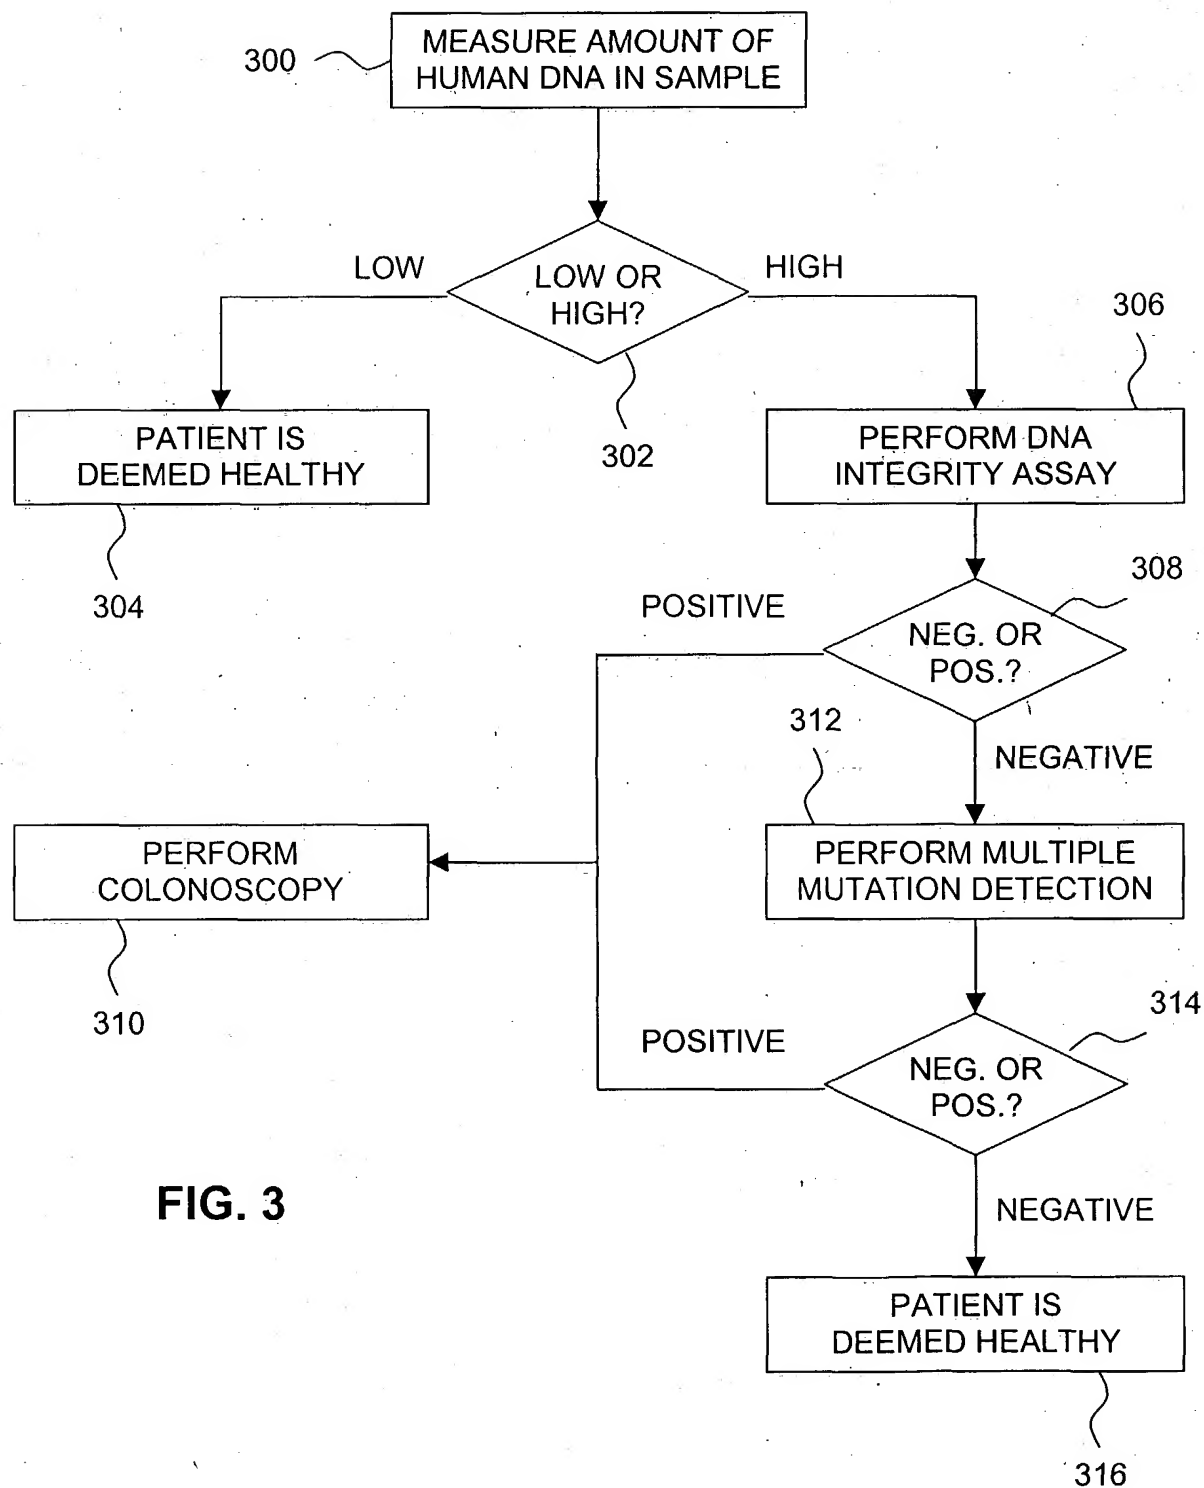 MEASURE AMOUNT OF
HUMAN DNA IN SAMPLE
300
LOW
LOW OR
HIGH?
HIGH
302
306
PATIENT IS
DEEMED HEALTHY
304
PERFORM DNA
INTEGRITY ASSAY
308
POSITIVE
NEG. OR
POS.?
312
NEGATIVE
PERFORM
COLONOSCOPY
310
PERFORM MULTIPLE
MUTATION DETECTION
314
POSITIVE
NEG. OR
POS.?
FIG. 3
NEGATIVE
PATIENT IS
DEEMED HEALTHY
316